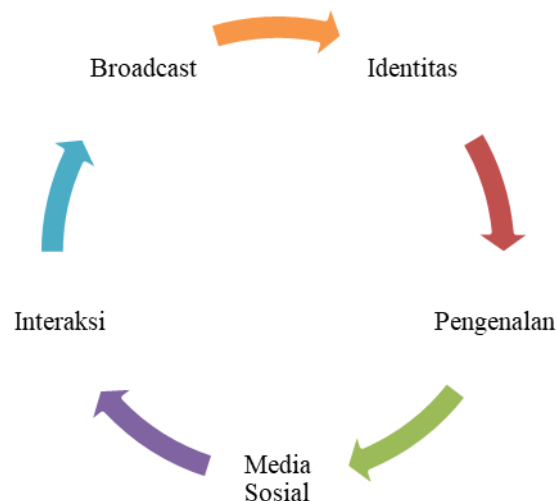 Broadcast
Identitas
Interaksi
Pengenalan
Media
Sosial